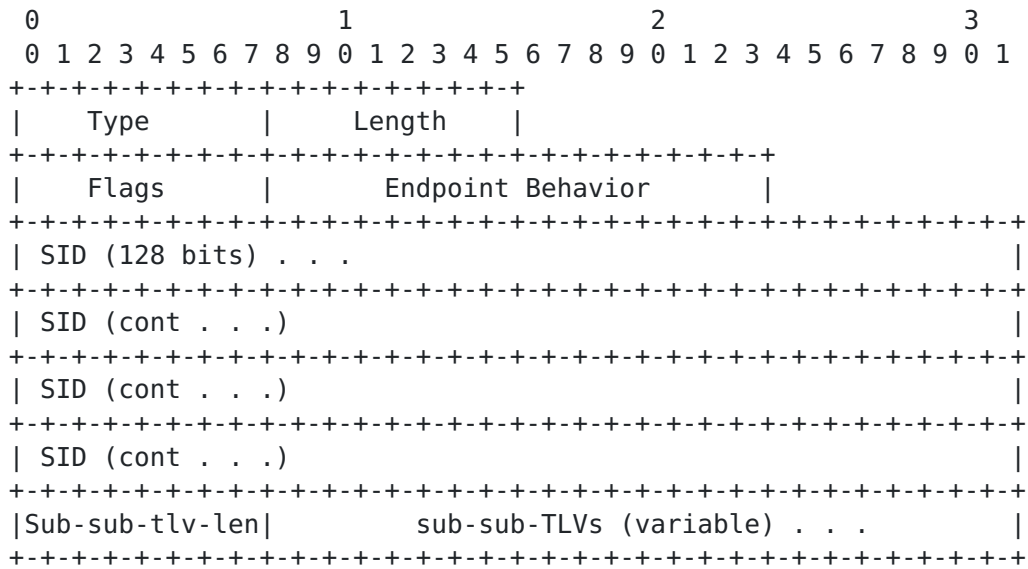 0                   1                   2                   3
 0 1 2 3 4 5 6 7 8 9 0 1 2 3 4 5 6 7 8 9 0 1 2 3 4 5 6 7 8 9 0 1
+-+-+-+-+-+-+-+-+-+-+-+-+-+-+-+-+
|    Type       |     Length    |
+-+-+-+-+-+-+-+-+-+-+-+-+-+-+-+-+-+-+-+-+-+-+-+-+
|    Flags      |       Endpoint Behavior       |
+-+-+-+-+-+-+-+-+-+-+-+-+-+-+-+-+-+-+-+-+-+-+-+-+-+-+-+-+-+-+-+-+
| SID (128 bits) . . .                                          |
+-+-+-+-+-+-+-+-+-+-+-+-+-+-+-+-+-+-+-+-+-+-+-+-+-+-+-+-+-+-+-+-+
| SID (cont . . .)                                              |
+-+-+-+-+-+-+-+-+-+-+-+-+-+-+-+-+-+-+-+-+-+-+-+-+-+-+-+-+-+-+-+-+
| SID (cont . . .)                                              |
+-+-+-+-+-+-+-+-+-+-+-+-+-+-+-+-+-+-+-+-+-+-+-+-+-+-+-+-+-+-+-+-+
| SID (cont . . .)                                              |
+-+-+-+-+-+-+-+-+-+-+-+-+-+-+-+-+-+-+-+-+-+-+-+-+-+-+-+-+-+-+-+-+
|Sub-sub-tlv-len|         sub-sub-TLVs (variable) . . .         |
+-+-+-+-+-+-+-+-+-+-+-+-+-+-+-+-+-+-+-+-+-+-+-+-+-+-+-+-+-+-+-+-+